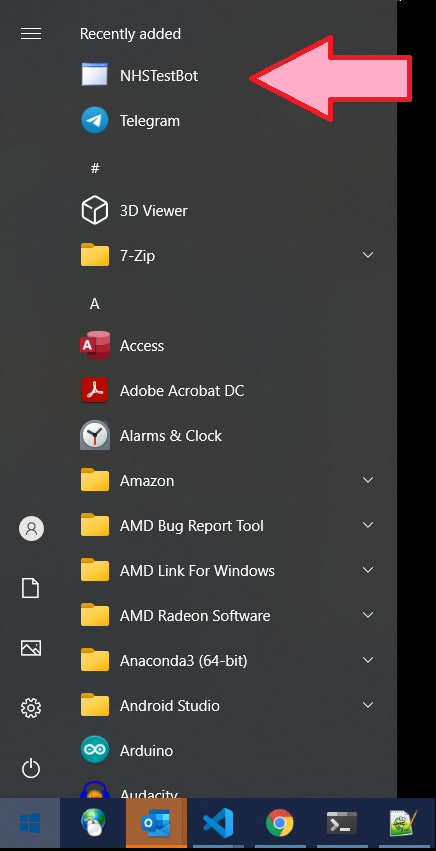 Recently added
NHSTestBot
Telegram
#
3D Viewer
7-Zip
A
Access
Adobe Acrobat DC
Alarms & Clock
Amazon
AMD Bug Report Tool
AMD Link For Windows
AMD Radeon Software
Anaconda3 (64-bit)
Android Studio
Arduino
Audacity